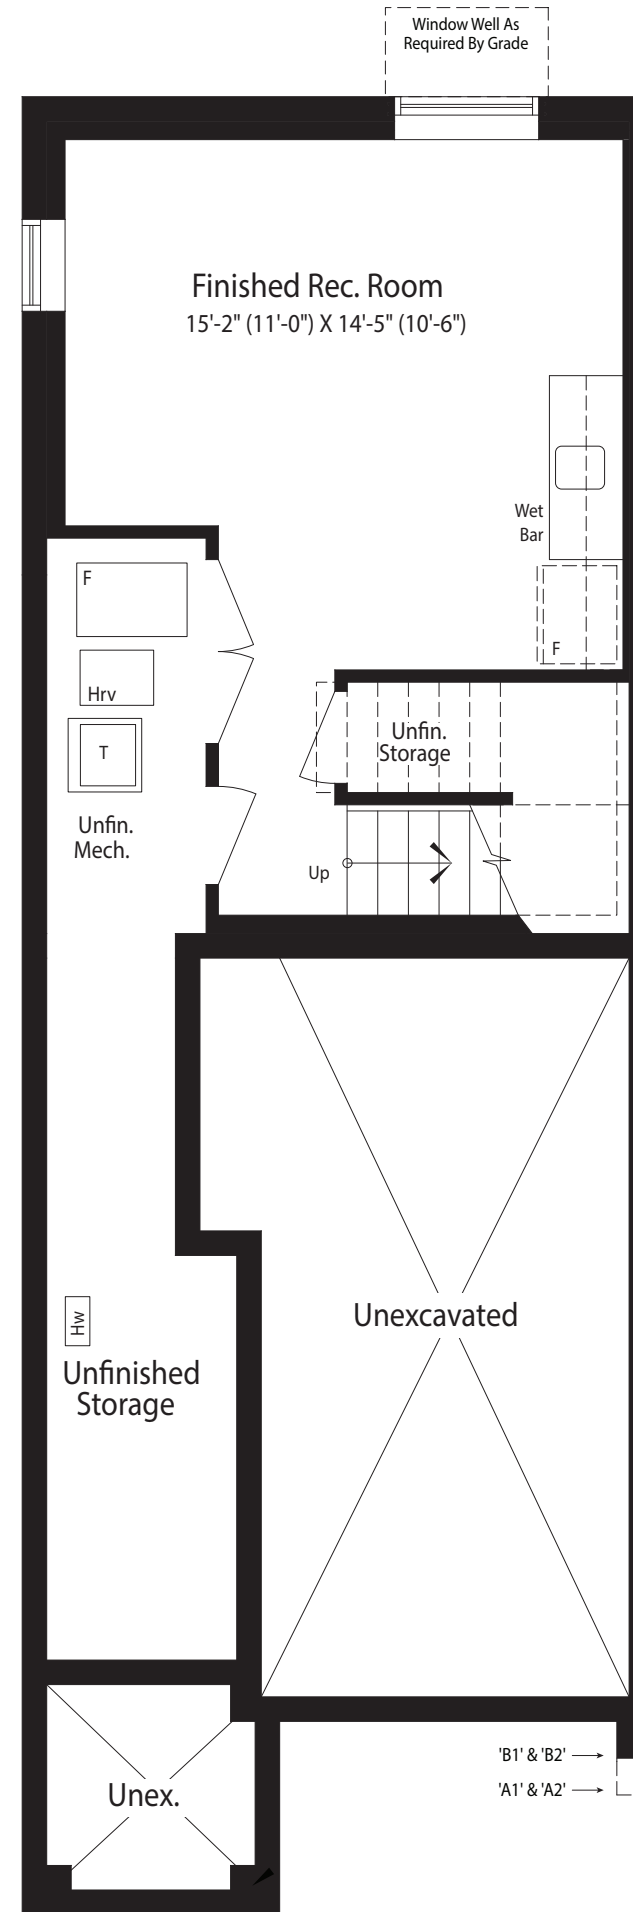 Window Well As
Required By Grade
Finished Rec. Room
15'-2" (11'-0") X 14'-5" (10'-6")
Wet
Bar
F
F
Hrv
T
Unfin.
Mech.
Unfin.
Storage
Up
Unexcavated
Hw
Unfinished
Storage
'B1' & 'B2'
'A1' & 'A2'
Unex.